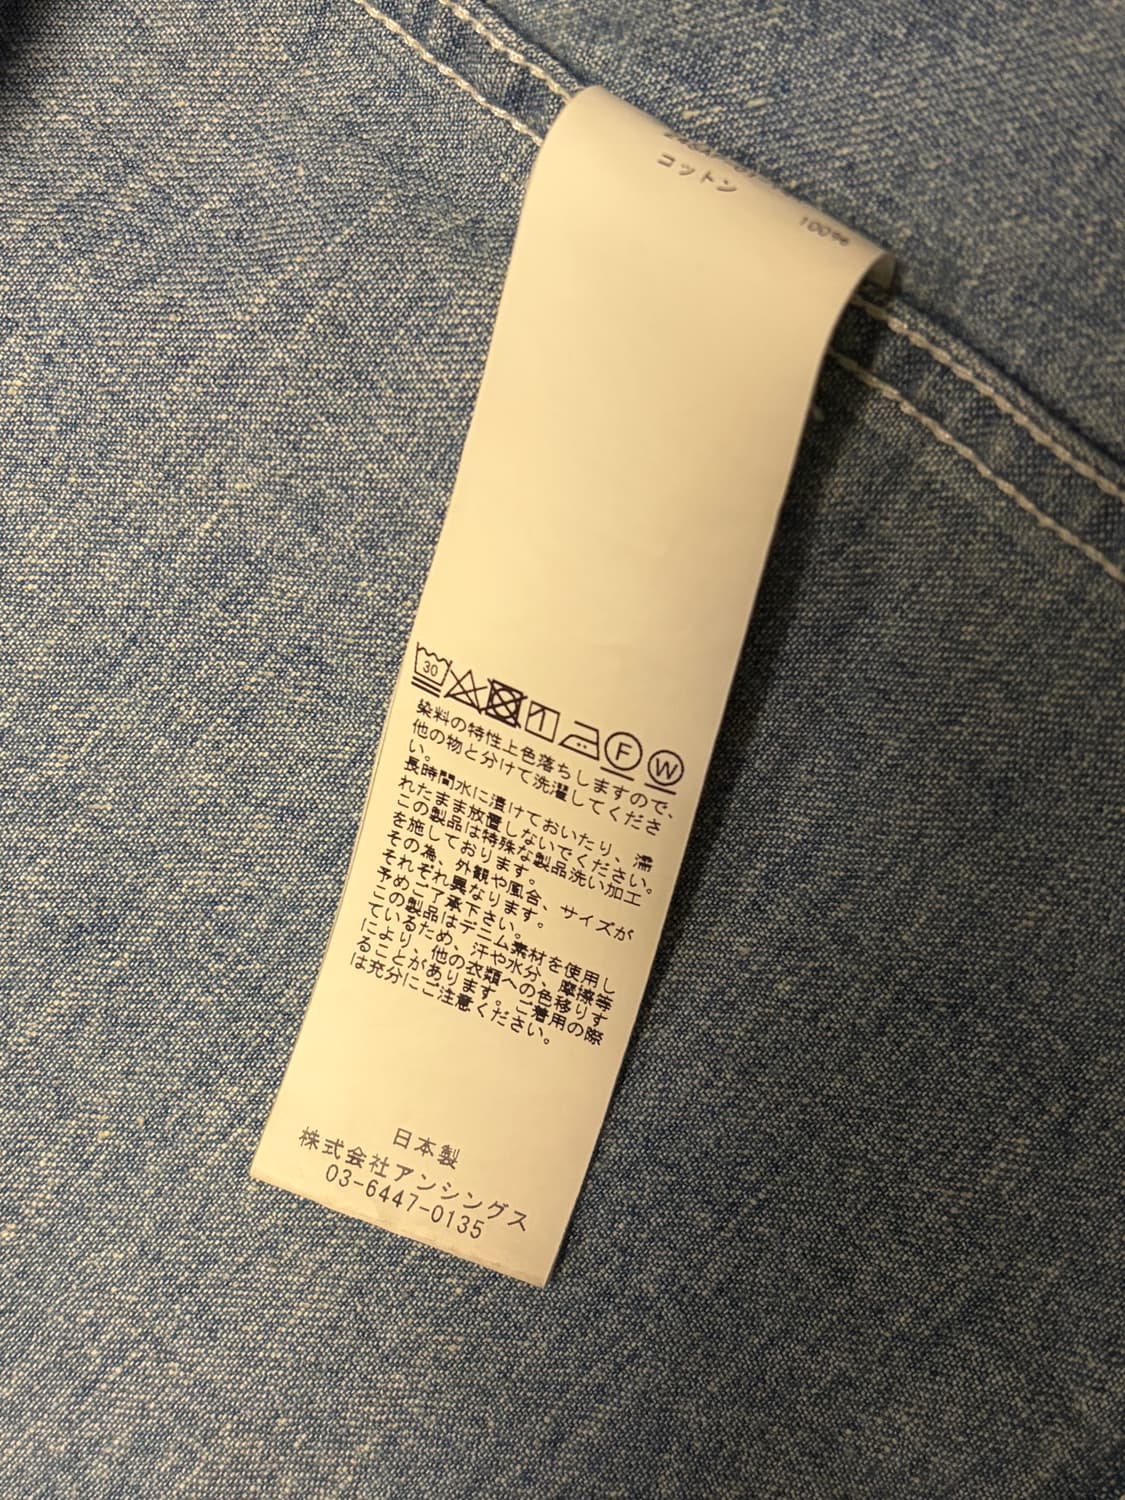 コットン
100%
30
F W
染料の特性上色落ちしますので、
他の物と分けて洗濯してくださ
い。
長時間水に漬けておいたり、濡
れたまま放置しないでください。
この製品は特殊な製品洗い加工
を施しております。
その為、外観や風合、サイズが
それぞれ異なります。
予めご了承下さい。
この製品はデニム素材を使用し
ているため、汗や水分、摩擦等
により、他の衣類への色移りす
ることがあります。ご着用の際
は充分にご注意ください。
日本製
株式会社アンシングス
03-6447-0135